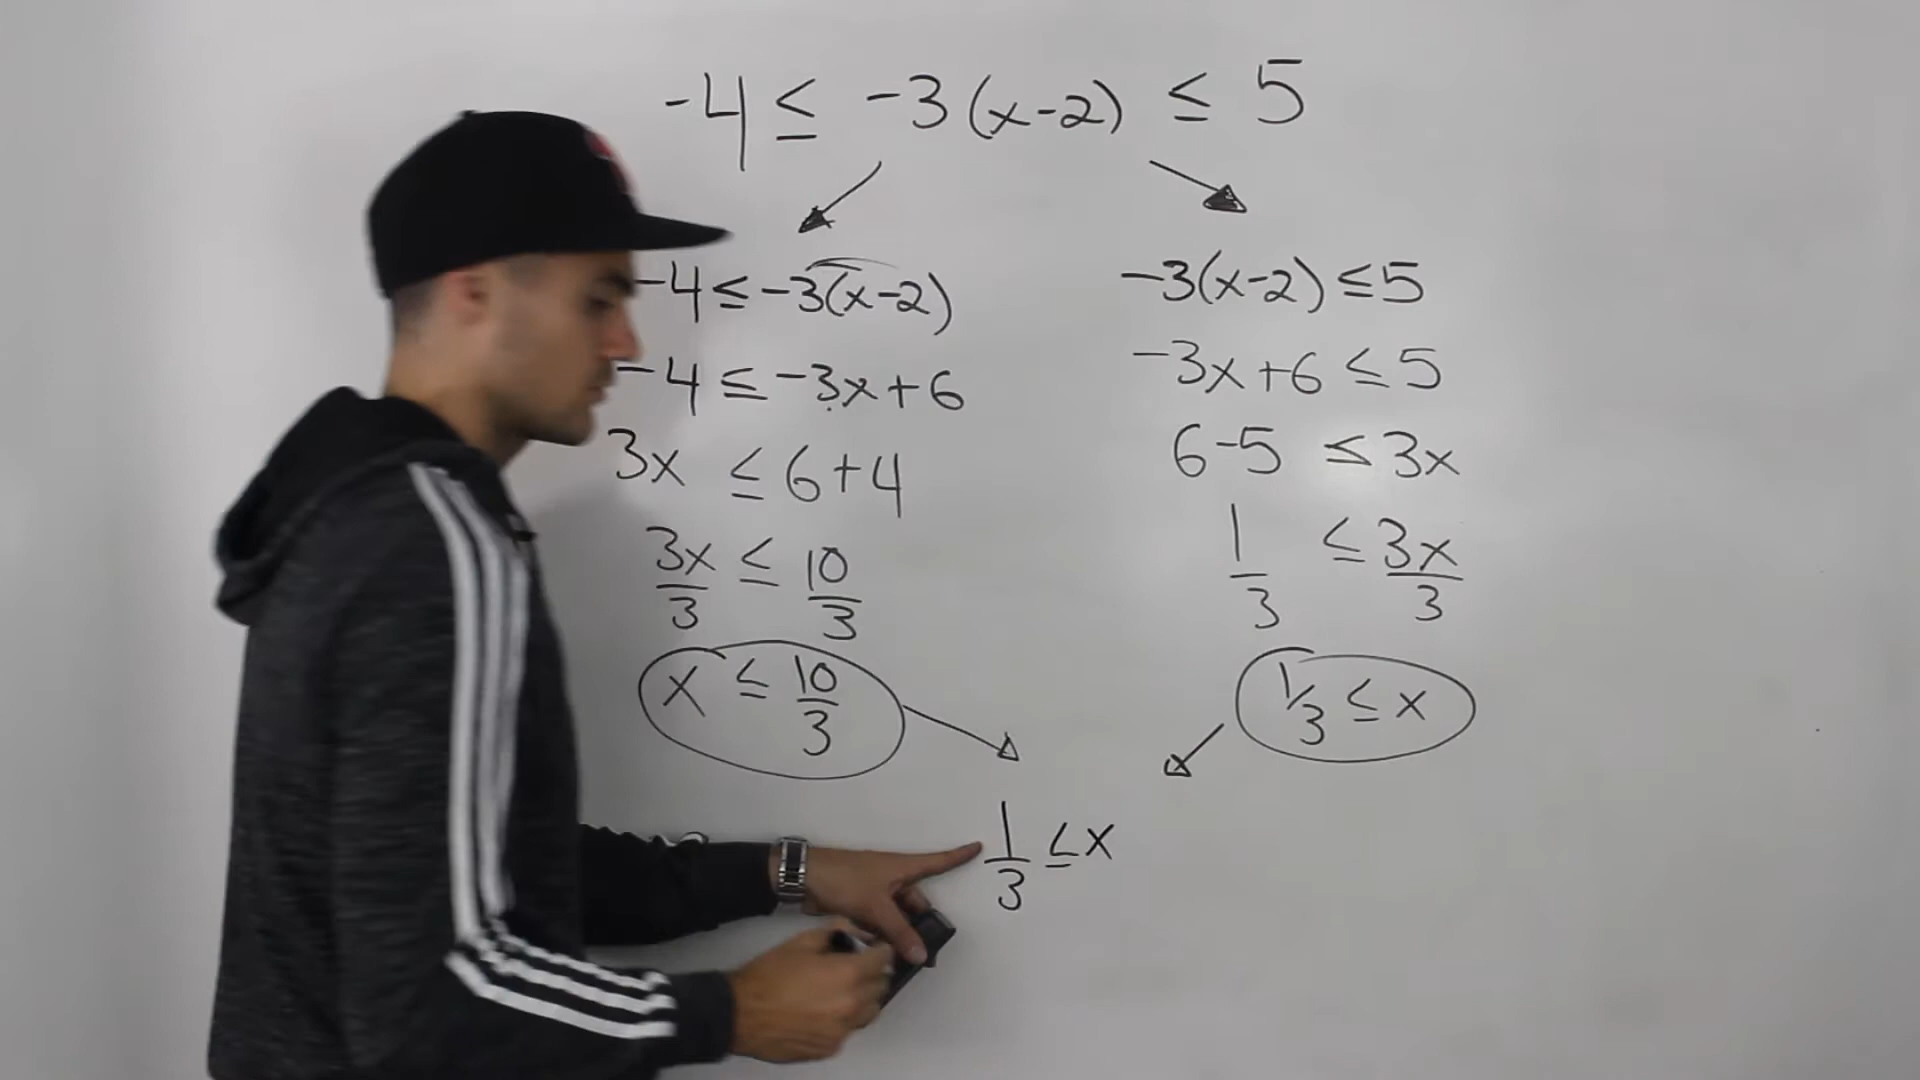 -4 ≤ -3(x-2) ≤ 5
-4 ≤ -3(x-2)
-4 ≤ -3x+6
3x ≤ 6+4
3x/3 ≤ 10/3
x ≤ 10/3
-3(x-2) ≤ 5
-3x+6 ≤ 5
6-5 ≤ 3x
1/3 ≤ 3x/3
1/3 ≤ x
1/3 ≤ x